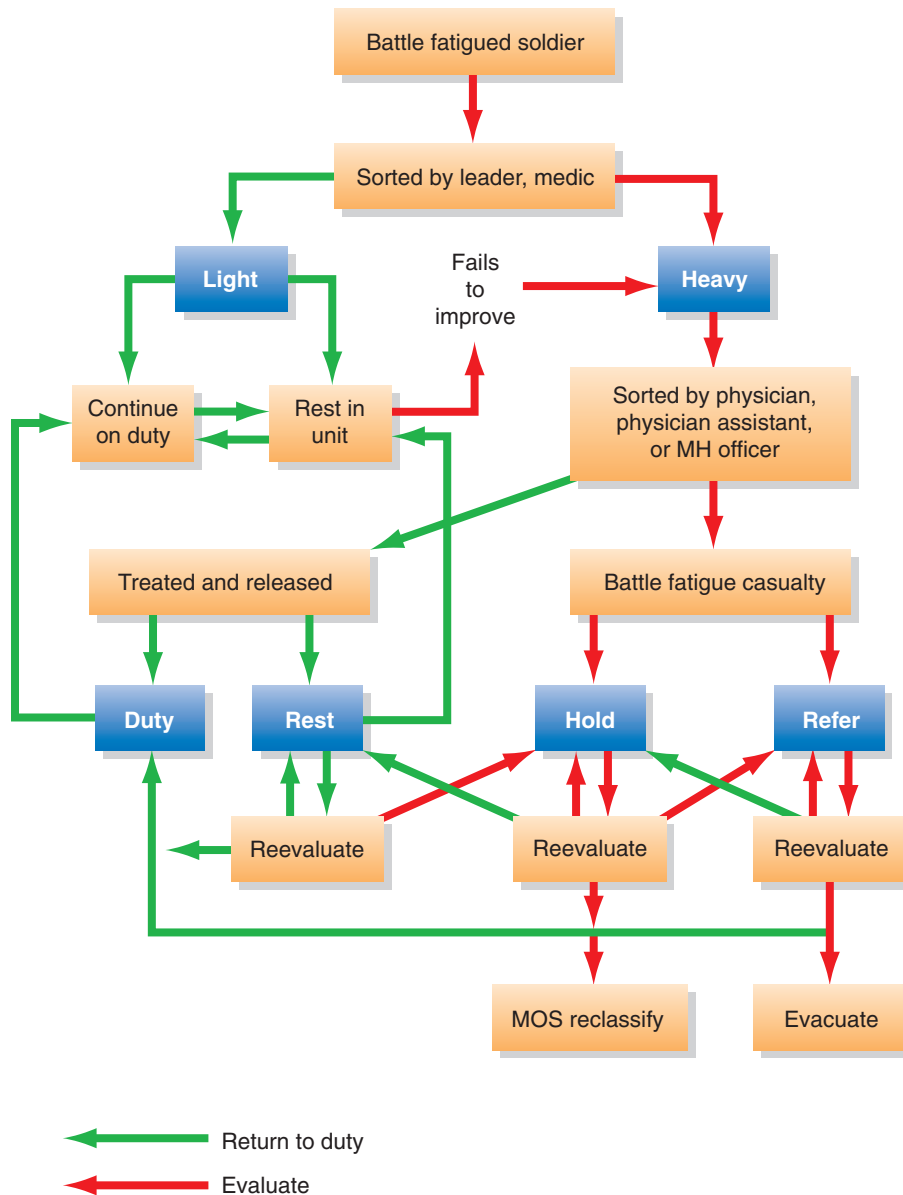 Battle fatigued soldier
Sorted by leader, medic
Light
Fails
to
improve
Heavy
Continue
on duty
Rest in
unit
Sorted by physician,
physician assistant,
or MH officer
Treated and released
Battle fatigue casualty
Duty
Rest
Hold
Refer
Reevaluate
Reevaluate
Reevaluate
MOS reclassify
Evacuate
Return to duty
Evaluate